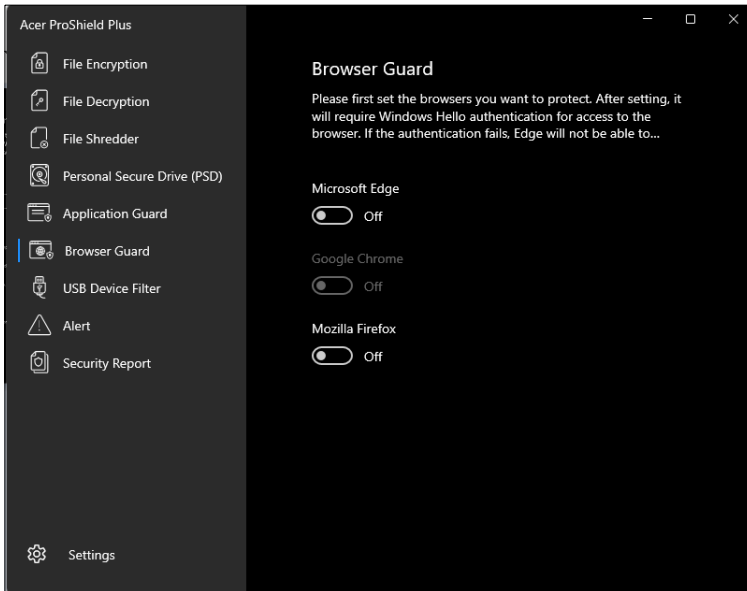 Acer ProShield Plus
File Encryption
File Decryption
File Shredder
Personal Secure Drive (PSD)
Application Guard
Browser Guard
USB Device Filter
Alert
Security Report
Settings
Browser Guard
Please first set the browsers you want to protect. After setting, it
will require Windows Hello authentication for access to the
browser. If the authentication fails, Edge will not be able to...
Microsoft Edge
Off
Google Chrome
Off
Mozilla Firefox
Off